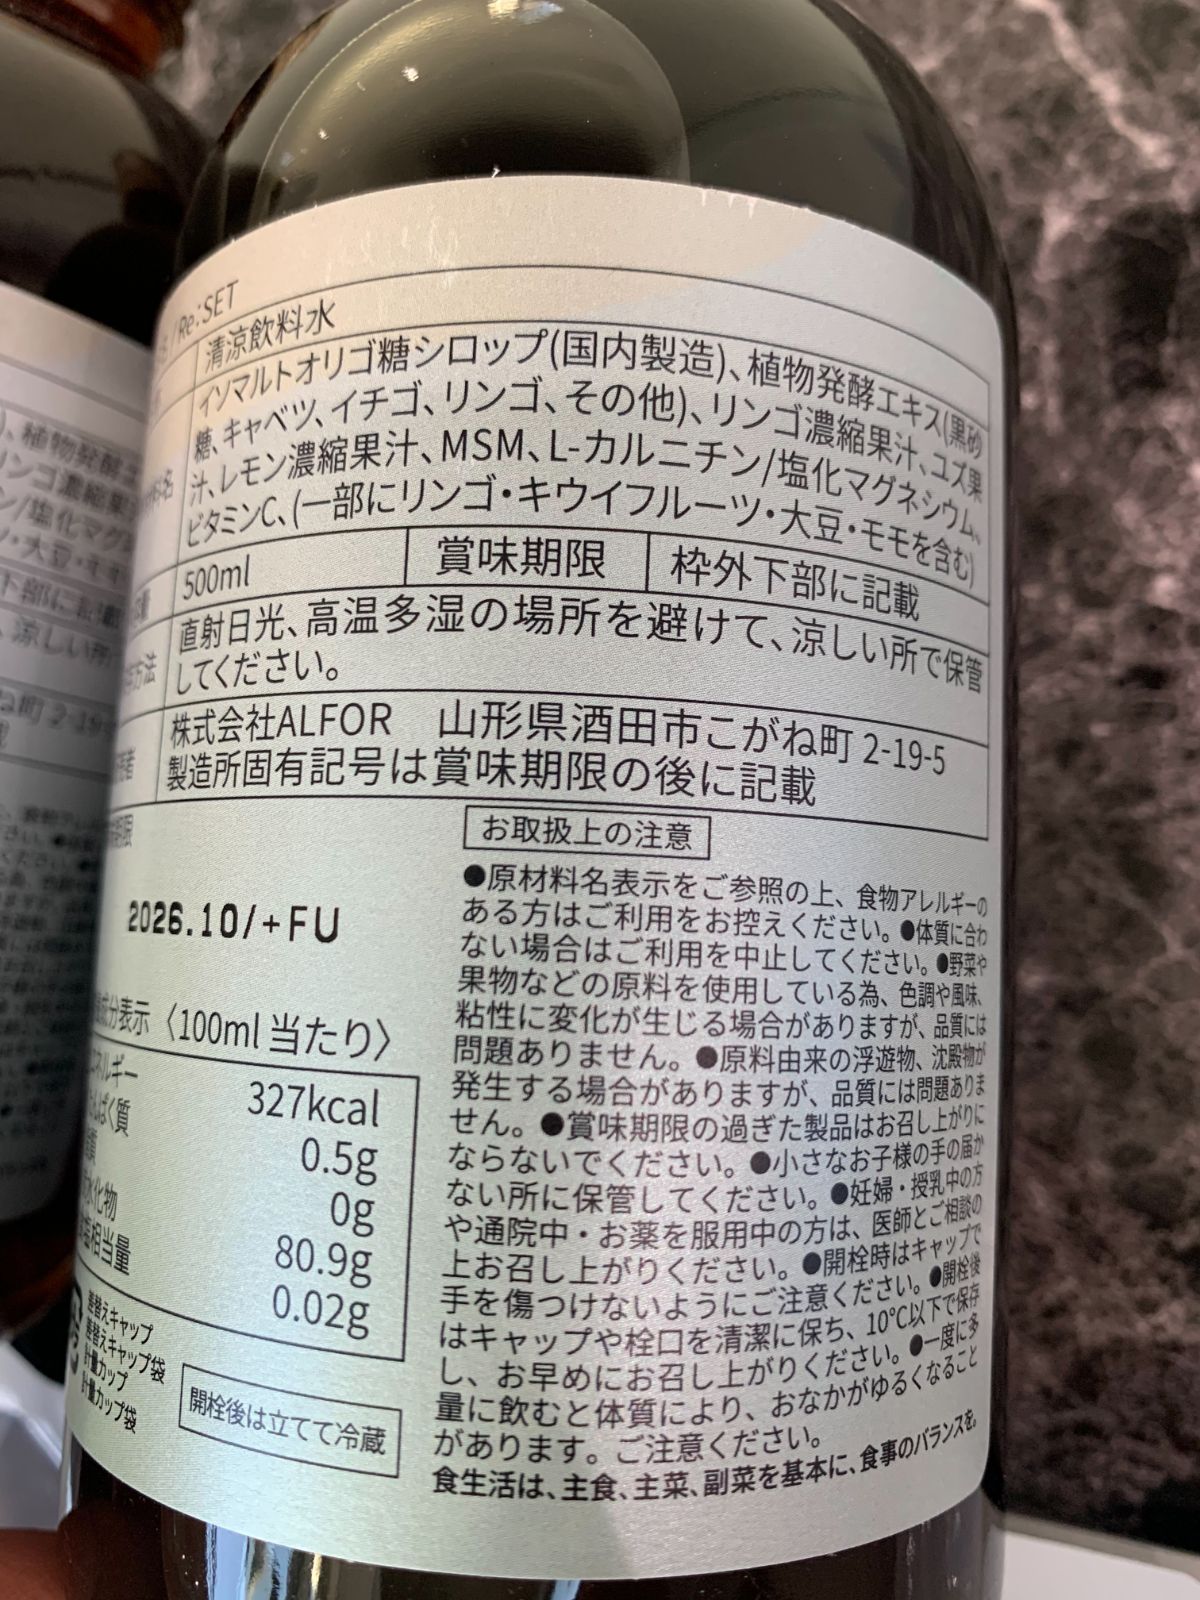 /Re:SET
清涼飲料水
イソマルトオリゴ糖シロップ(国内製造)、植物発酵エキス(黒砂
糖、キャベツ、イチゴ、リンゴ、その他)、リンゴ濃縮果汁、ユズ果
汁、レモン濃縮果汁、MSM、L-カルニチン/塩化マグネシウム、
ビタミンC、(一部にリンゴ・キウイフルーツ・大豆・モモを含む)
500ml 賞味期限 枠外下部に記載
方法 直射日光、高温多湿の場所を避けて、涼しい所で保管
してください。
株式会社ALFOR 山形県酒田市こがね町 2-19-5
製造所固有記号は賞味期限の後に記載
2026.10/+FU
成分表示〈100ml当たり〉
エネルギー 327kcal
たんぱく質 0.5g
0g
水化物 80.9g
相当量 0.02g
差替えキャップ
差替えキャップ袋
計量カップ
計量カップ袋
開栓後は立てて冷蔵
お取扱上の注意
●原材料名表示をご参照の上、食物アレルギーの
ある方はご利用をお控えください。●体質に合わ
ない場合はご利用を中止してください。●野菜や
果物などの原料を使用している為、色調や風味、
粘性に変化が生じる場合がありますが、品質には
問題ありません。●原料由来の浮遊物、沈殿物が
発生する場合がありますが、品質には問題ありま
せん。●賞味期限の過ぎた製品はお召し上がりに
ならないでください。●小さなお子様の手の届か
ない所に保管してください。●妊婦・授乳中の方
や通院中・お薬を服用中の方は、医師とご相談の
上お召し上がりください。●開栓時はキャップで
手を傷つけないようにご注意ください。●開栓後
はキャップや栓口を清潔に保ち、10℃以下で保存
し、お早めにお召し上がりください。●一度に多
量に飲むと体質により、おなかがゆるくなること
があります。ご注意ください。
食生活は、主食、主菜、副菜を基本に、食事のバランスを。